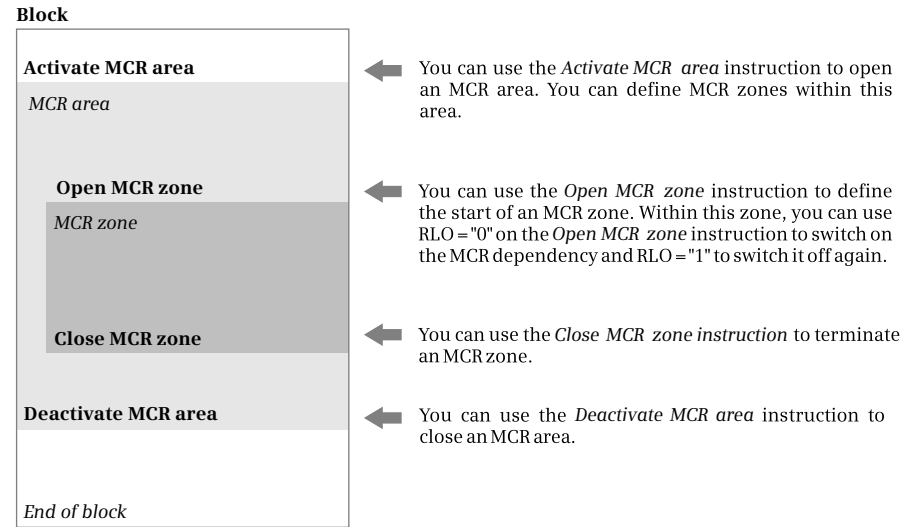 Block
Activate MCR area
You can use the Activate MCR area instruction to open
an MCR area. You can define MCR zones within this
area.
MCR area
Open MCR zone
You can use the Open MCR zone instruction to define
the start of an MCR zone. Within this zone, you can use
RLO = "0" on the Open MCR zone instruction to switch on
the MCR dependency and RLO = "1" to switch it off again.
MCR zone
Close MCR zone
You can use the Close MCR zone instruction to terminate
an MCR zone.
Deactivate MCR area
You can use the Deactivate MCR area instruction to
close an MCR area.
End of block